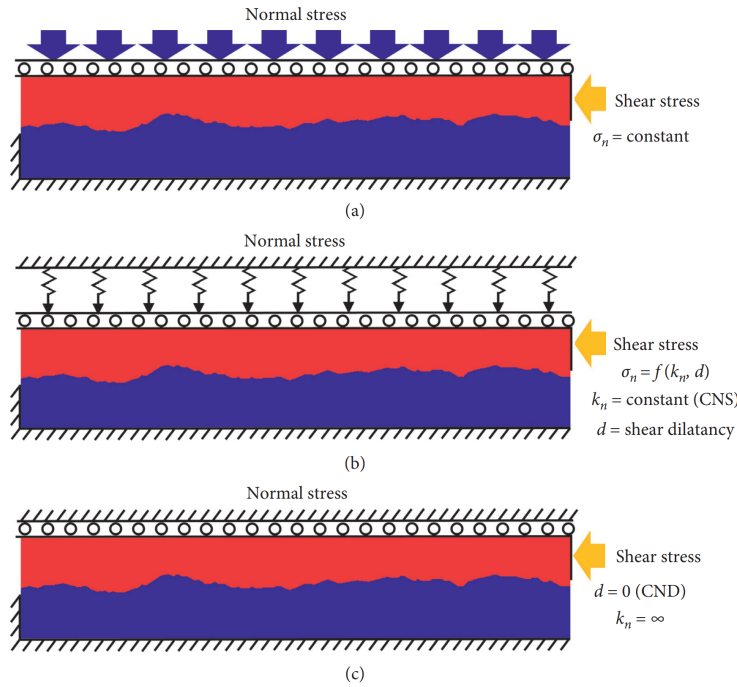 Normal stress
Shear stress
σn = constant
(a)
Normal stress
Shear stress
σn = f (kn, d)
kn = constant (CNS)
d = shear dilatancy
(b)
Normal stress
Shear stress
d = 0 (CND)
kn = ∞
(c)